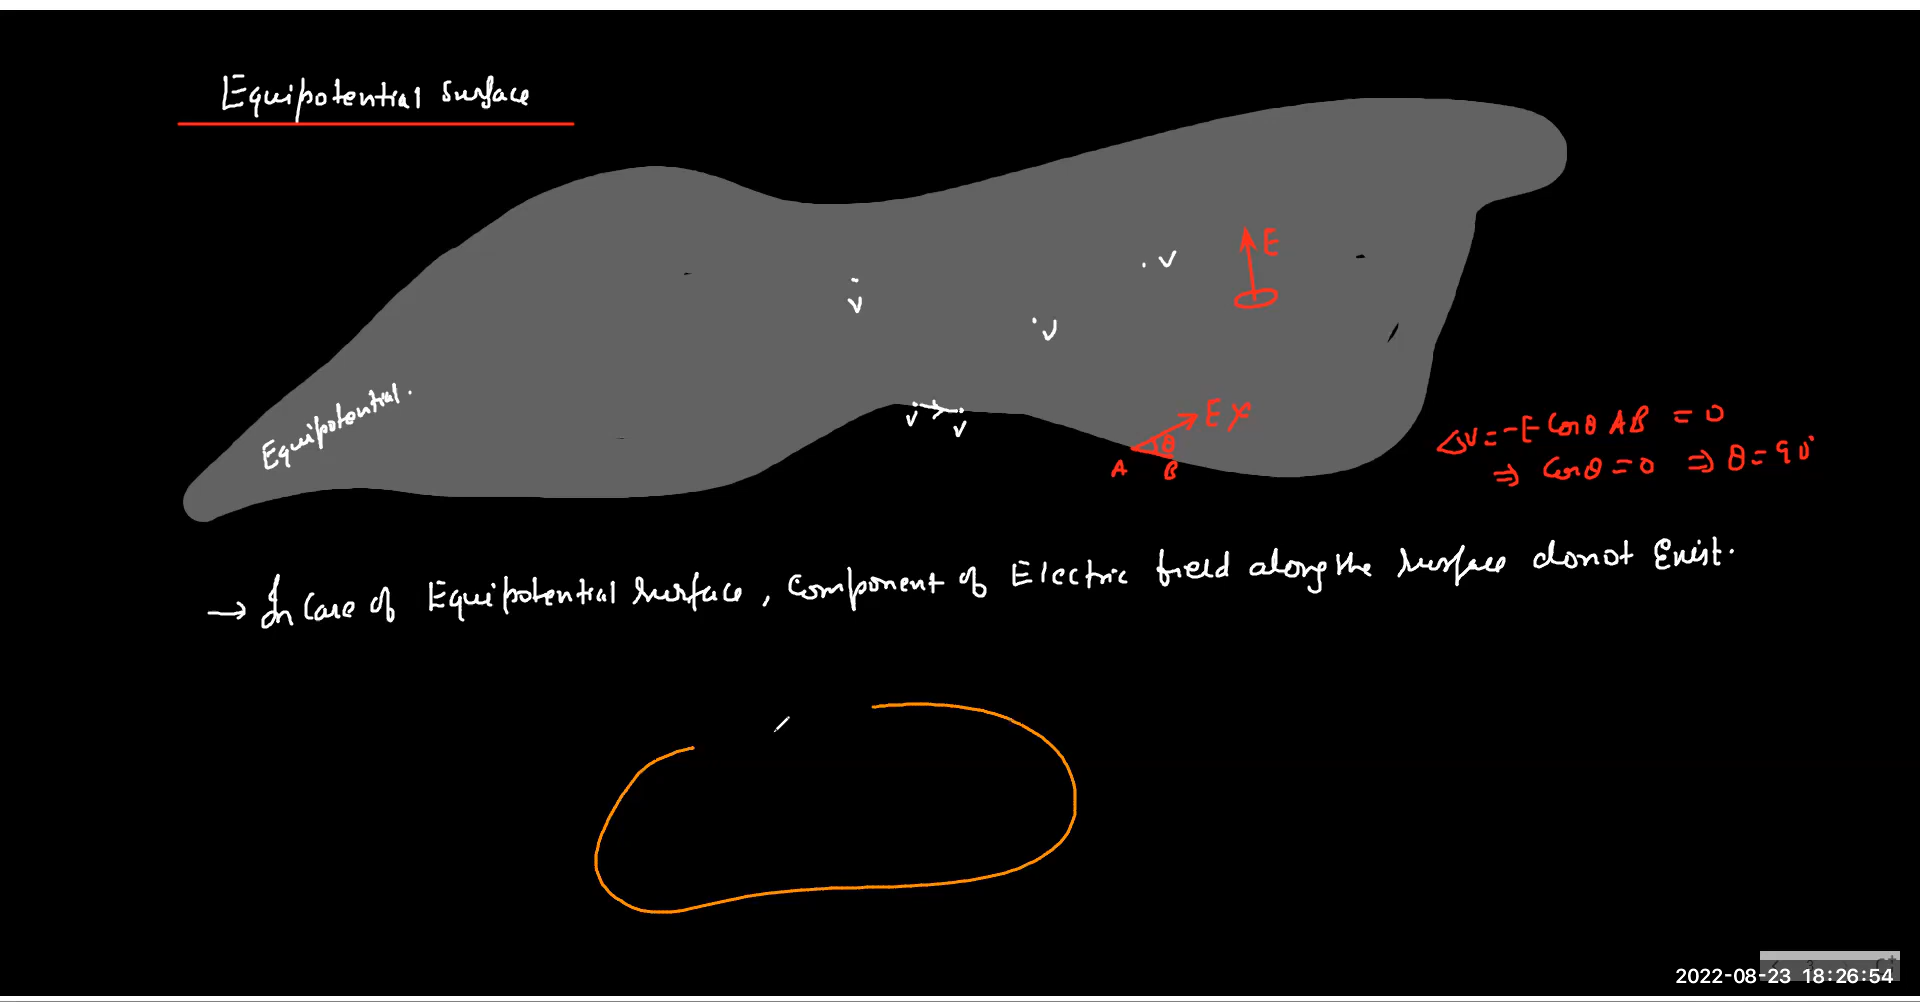 Equipotential Surface
E
. V
V
V
Equipotential.
V
V
E
θ
A
B
ΔV = -E Cosθ AB = 0
⇒ Cosθ = 0 ⇒ θ = 90°
→ In Case of Equipotential surface, Component of Electric field along the surface donot Exist.
2022-08-23 18:26:54